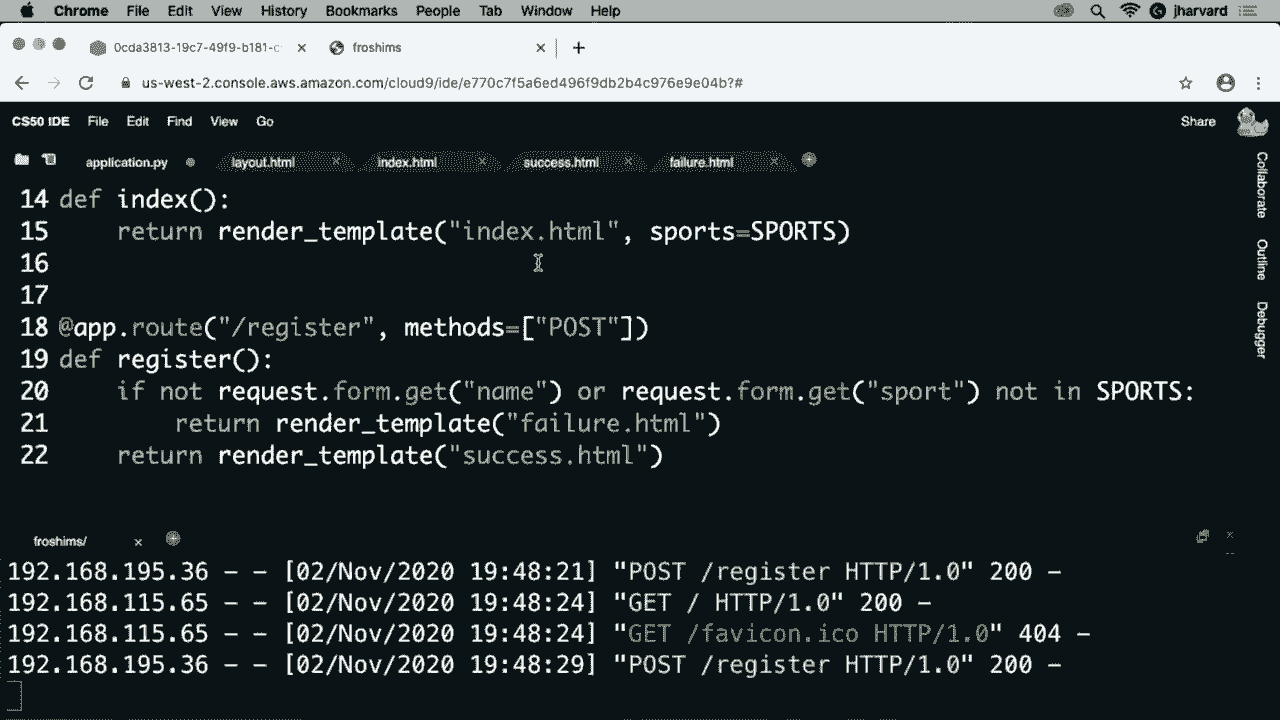 Chrome File Edit View History Bookmarks People Tab Window Help jharvard
0cda3813-19c7-49f9-b181-c froshims
us-west-2.console.aws.amazon.com/cloud9/ide/e770c7f5a6ed496f9db2b4c976e9e04b?#
CS50 IDE File Edit Find View Go Share
application.py layout.html index.html success.html failure.html
14 def index():
15 return render_template("index.html", sports=SPORTS)
16
17
18 @app.route("/register", methods=["POST"])
19 def register():
20 if not request.form.get("name") or request.form.get("sport") not in SPORTS:
21 return render_template("failure.html")
22 return render_template("success.html")
Collaborate
Outline
Debugger
froshims/
192.168.195.36 - - [02/Nov/2020 19:48:21] "POST /register HTTP/1.0" 200 -
192.168.115.65 - - [02/Nov/2020 19:48:24] "GET / HTTP/1.0" 200 -
192.168.115.65 - - [02/Nov/2020 19:48:24] "GET /favicon.ico HTTP/1.0" 404 -
192.168.195.36 - - [02/Nov/2020 19:48:29] "POST /register HTTP/1.0" 200 -